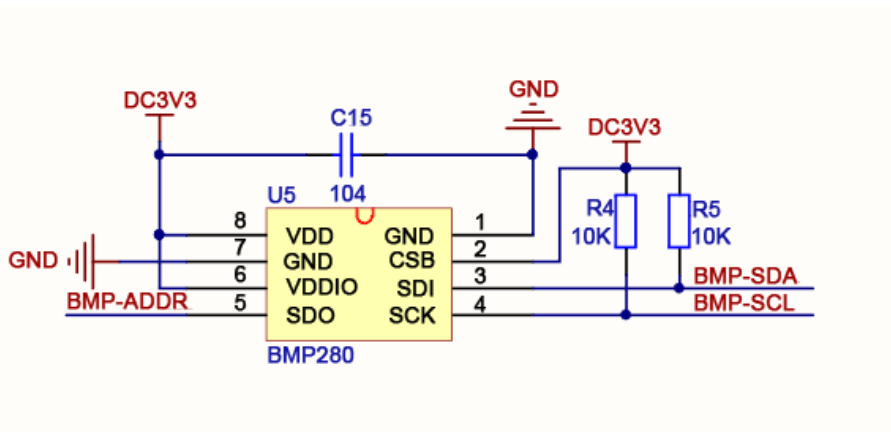 GND
DC3V3
C15
DC3V3
U5
104
R4
R5
10K
10K
8
VDD
GND
1
GND
7
GND
CSB
2
6
VDDIO
SDI
3
BMP-SDA
BMP-ADDR
5
SDO
SCK
4
BMP-SCL
BMP280